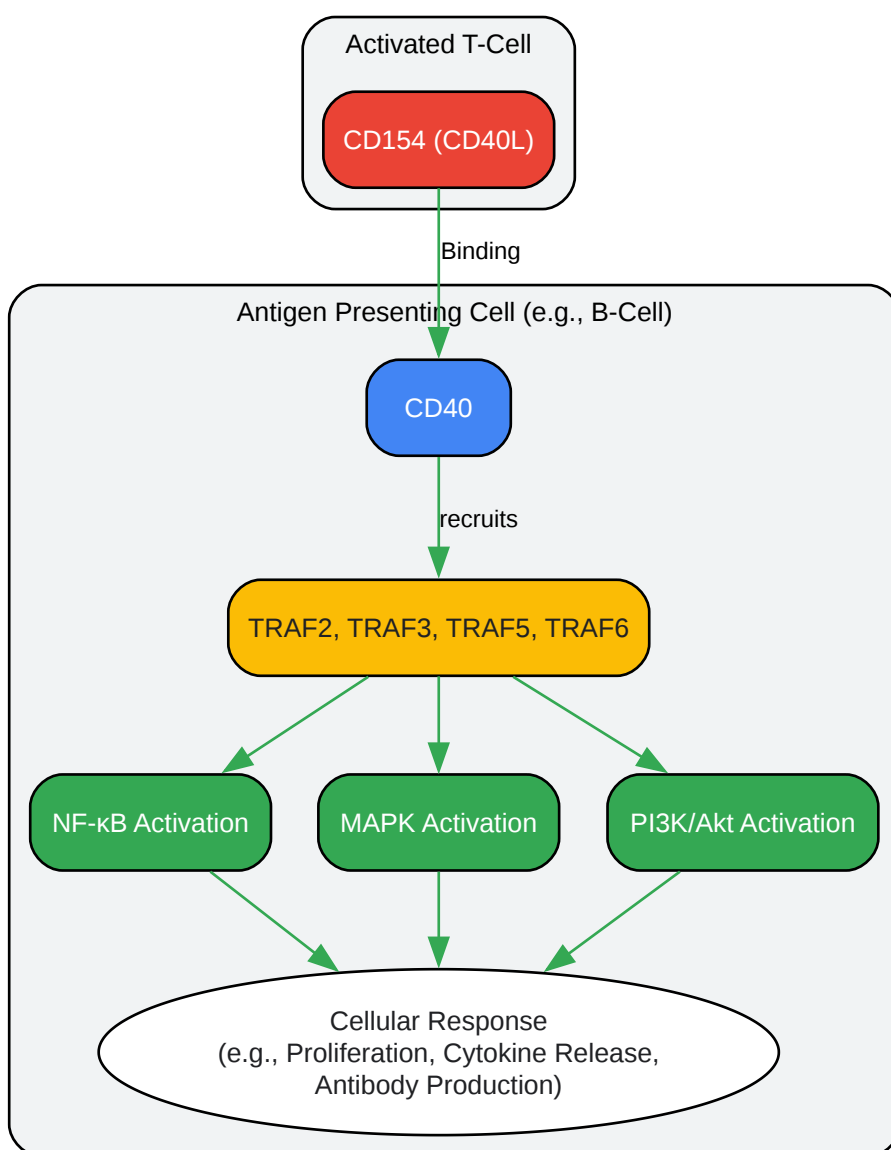 Activated T-Cell
CD154 (CD40L)
Binding
Antigen Presenting Cell (e.g., B-Cell)
CD40
recruits
TRAF2, TRAF3, TRAF5, TRAF6
NF-κB Activation
MAPK Activation
PI3K/Akt Activation
Cellular Response
(e.g., Proliferation, Cytokine Release,
Antibody Production)